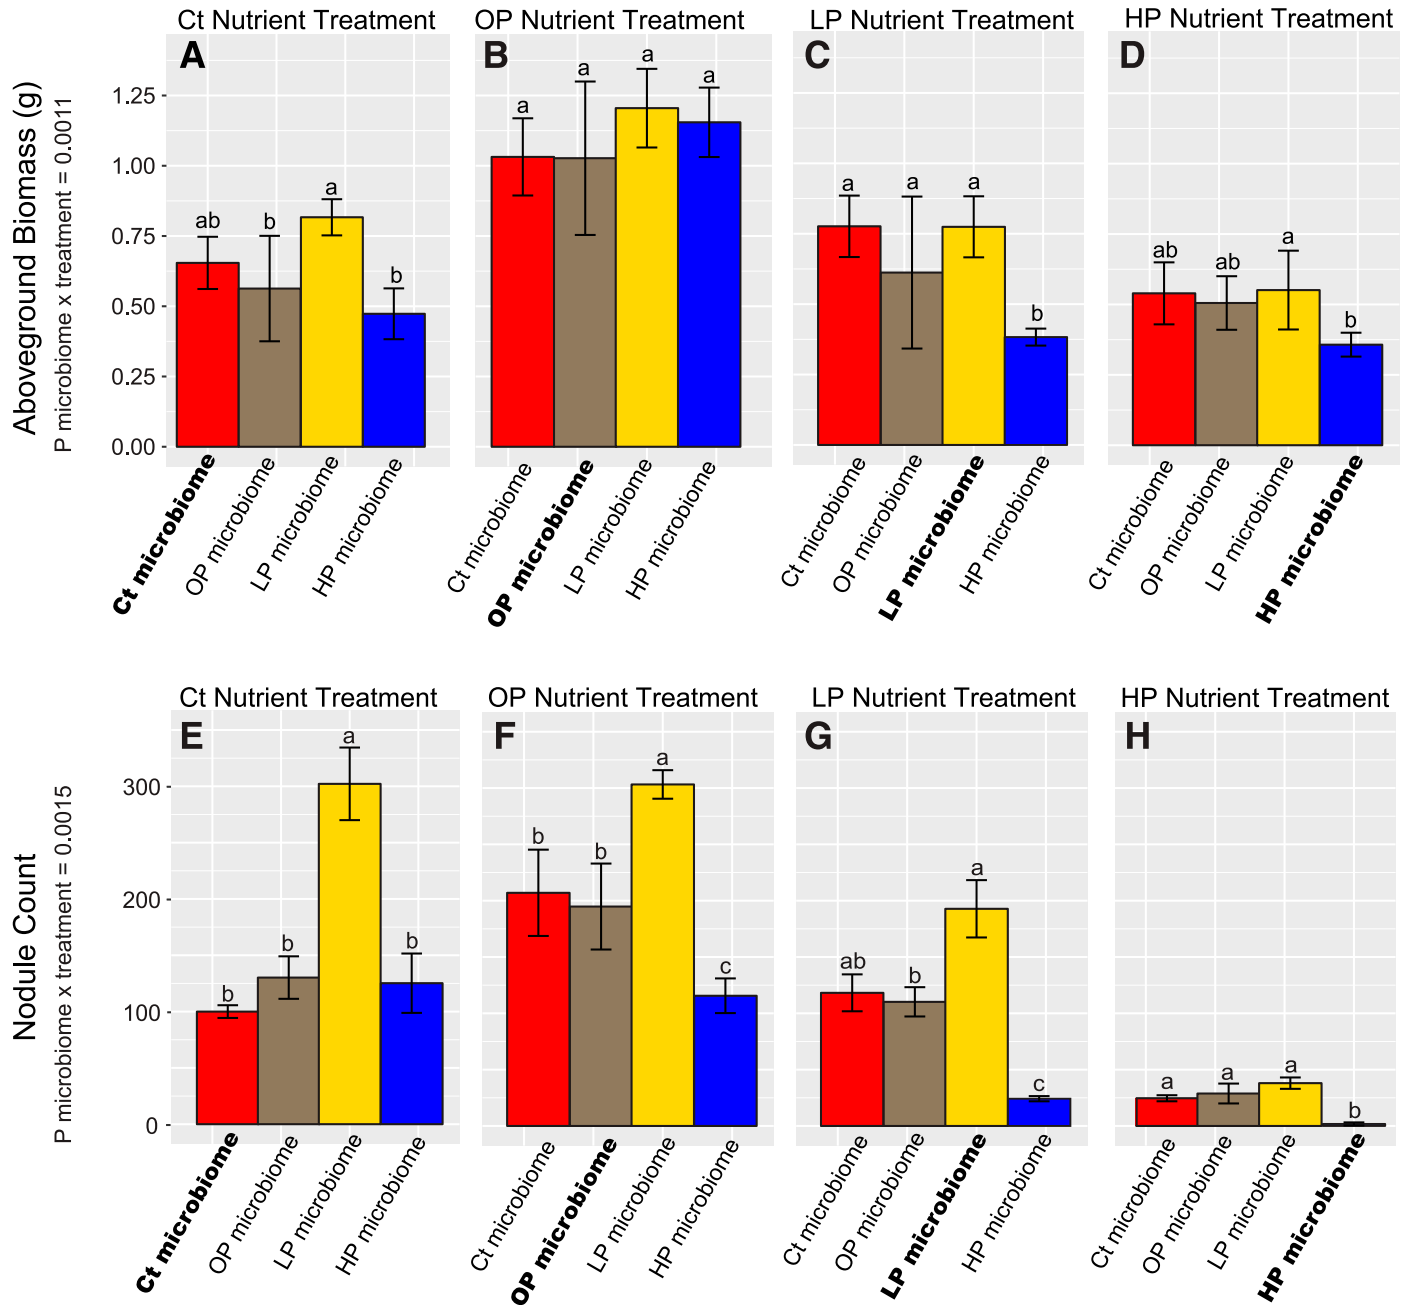 Ct Nutrient Treatment
OP Nutrient Treatment
LP Nutrient Treatment
HP Nutrient Treatment
Aboveground Biomass (g)
P microbiome x treatment = 0.0011
A
B
C
D
1.25
1.00
0.75
0.50
0.25
0.00
ab
b
a
b
a
a
a
a
a
a
a
b
ab
ab
a
b
Ct microbiome
OP microbiome
LP microbiome
HP microbiome
Ct microbiome
OP microbiome
LP microbiome
HP microbiome
Ct microbiome
OP microbiome
LP microbiome
HP microbiome
Ct microbiome
OP microbiome
LP microbiome
HP microbiome
Ct Nutrient Treatment
OP Nutrient Treatment
LP Nutrient Treatment
HP Nutrient Treatment
Nodule Count
P microbiome x treatment = 0.0015
E
F
G
H
300
200
100
0
b
b
a
b
b
b
a
c
ab
b
a
c
a
a
a
b
Ct microbiome
OP microbiome
LP microbiome
HP microbiome
Ct microbiome
OP microbiome
LP microbiome
HP microbiome
Ct microbiome
OP microbiome
LP microbiome
HP microbiome
Ct microbiome
OP microbiome
LP microbiome
HP microbiome